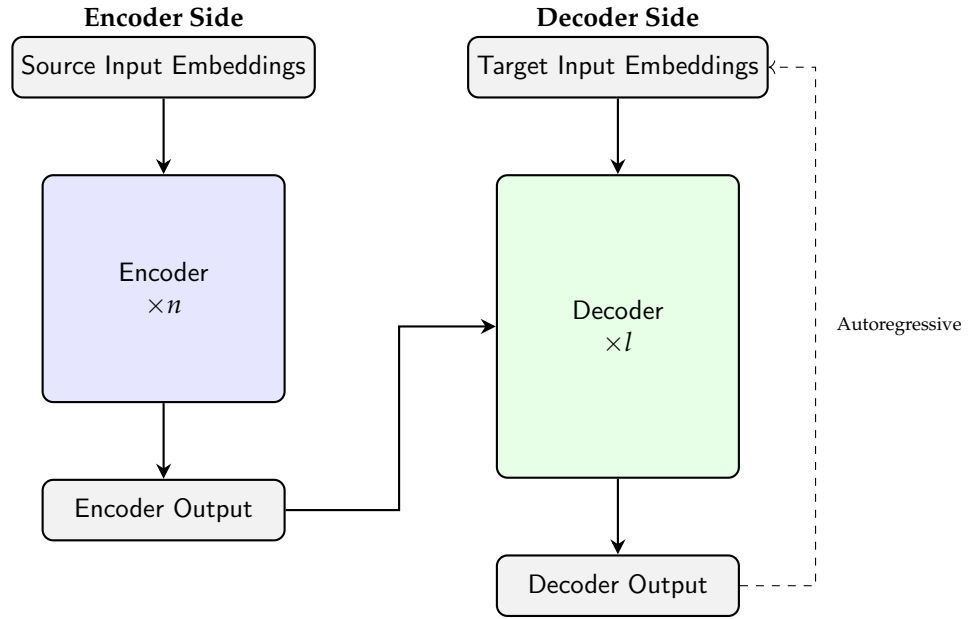 Encoder Side
Source Input Embeddings
Encoder
×n
Encoder Output
Decoder Side
Target Input Embeddings
Decoder
×l
Decoder Output
Autoregressive